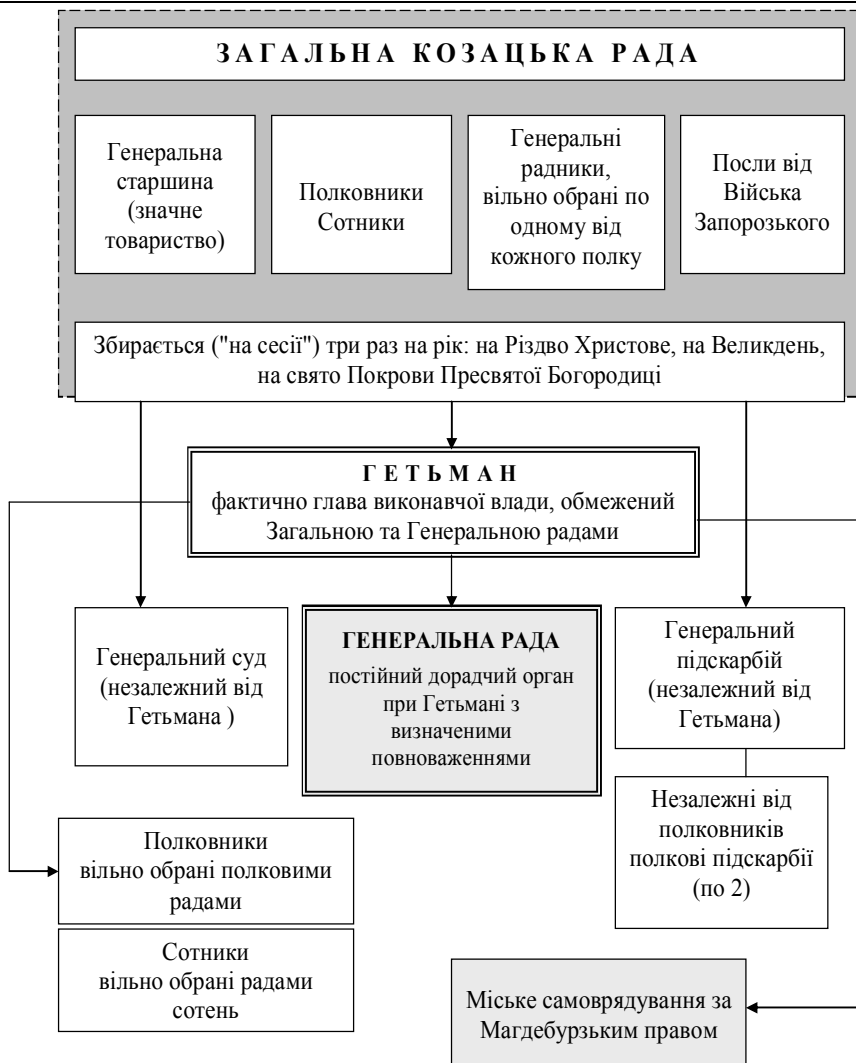 ЗАГАЛЬНА КОЗАЦЬКА РАДА
Генеральна
старшина
(значне
товариство)
Полковники
Сотники
Генеральні
радники,
вільно обрані по
одному від
кожного полку
Посли від
Війська
Запорозького
Збирається ("на сесії") три раз на рік: на Різдво Христове, на Великдень,
на свято Покрови Пресвятої Богородиці
ГЕТЬМАН
фактично глава виконавчої влади, обмежений
Загальною та Генеральною радами
Генеральний суд
(незалежний від
Гетьмана )
ГЕНЕРАЛЬНА РАДА
постійний дорадчий орган
при Гетьмані з
визначеними
повноваженнями
Генеральний
підскарбій
(незалежний від
Гетьмана)
Незалежні від
полковників
полкові підскарбії
(по 2)
Полковники
вільно обрані полковими
радами
Сотники
вільно обрані радами
сотень
Міське самоврядування за
Магдебурзьким правом